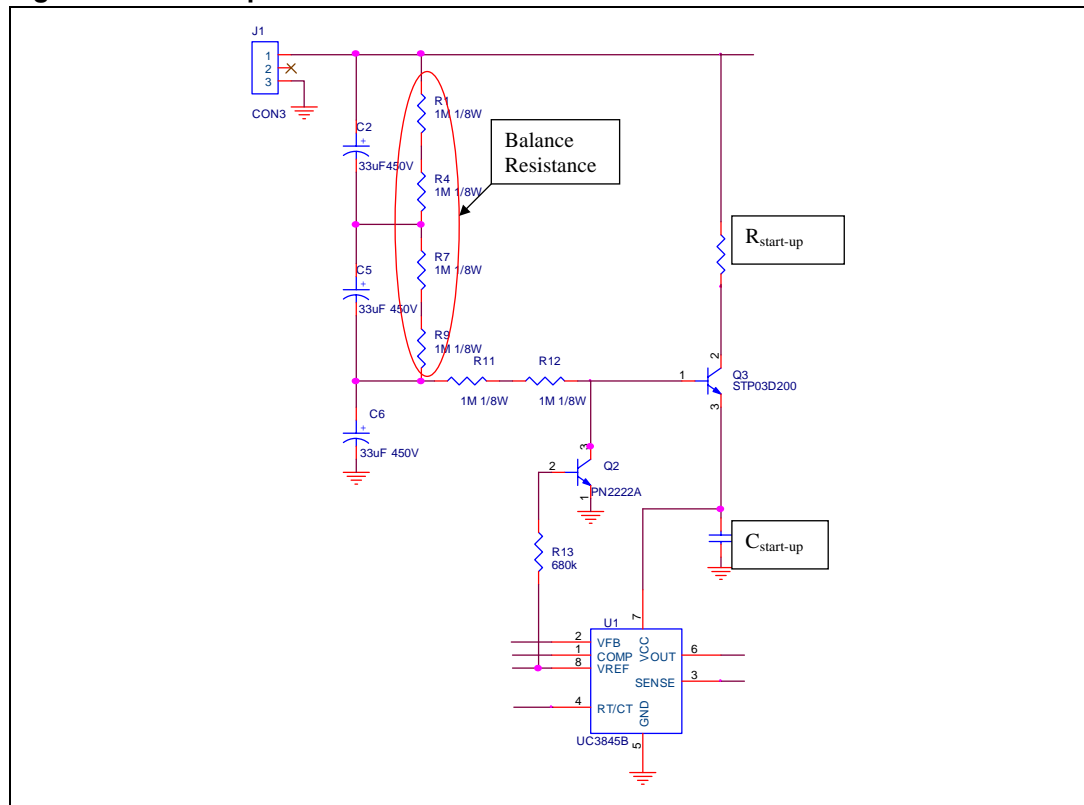 J1
1
2
3
CON3
C2
+
33uF450V
R1
1M 1/8W
R4
1M 1/8W
Balance
Resistance
C5
+
33uF 450V
R7
1M 1/8W
R9
1M 1/8W
R11
1M 1/8W
R12
1M 1/8W
C6
+
33uF 450V
Rstart-up
1
2
3
Q3
STP03D200
2
3
1
Q2
PN2222A
R13
680k
Cstart-up
U1
7
2 VFB
1 COMP
8 VREF
4 RT/CT
VCC
VOUT 6
SENSE 3
GND
5
UC3845B